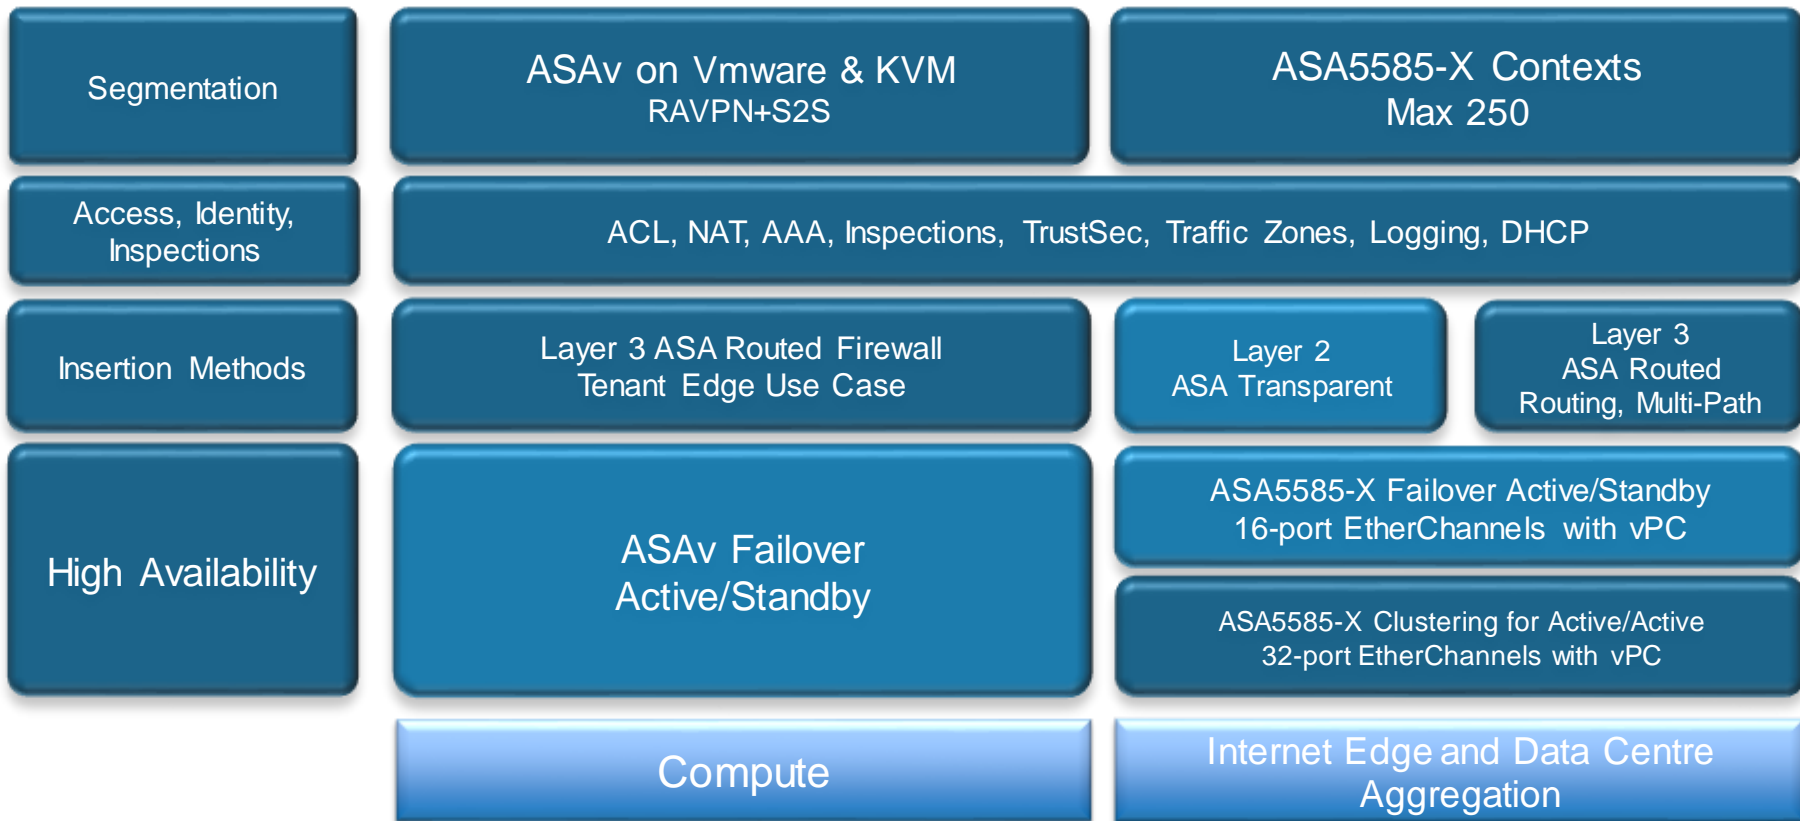 Segmentation
ASAv on Vmware & KVM
RAVPN+S2S
ASA5585-X Contexts
Max 250
Access, Identity,
Inspections
ACL, NAT, AAA, Inspections, TrustSec, Traffic Zones, Logging, DHCP
Insertion Methods
Layer 3 ASA Routed Firewall
Tenant Edge Use Case
Layer 2
ASA Transparent
Layer 3
ASA Routed
Routing, Multi-Path
High Availability
ASAv Failover
Active/Standby
ASA5585-X Failover Active/Standby
16-port EtherChannels with vPC
ASA5585-X Clustering for Active/Active
32-port EtherChannels with vPC
Compute
Internet Edge and Data Centre
Aggregation